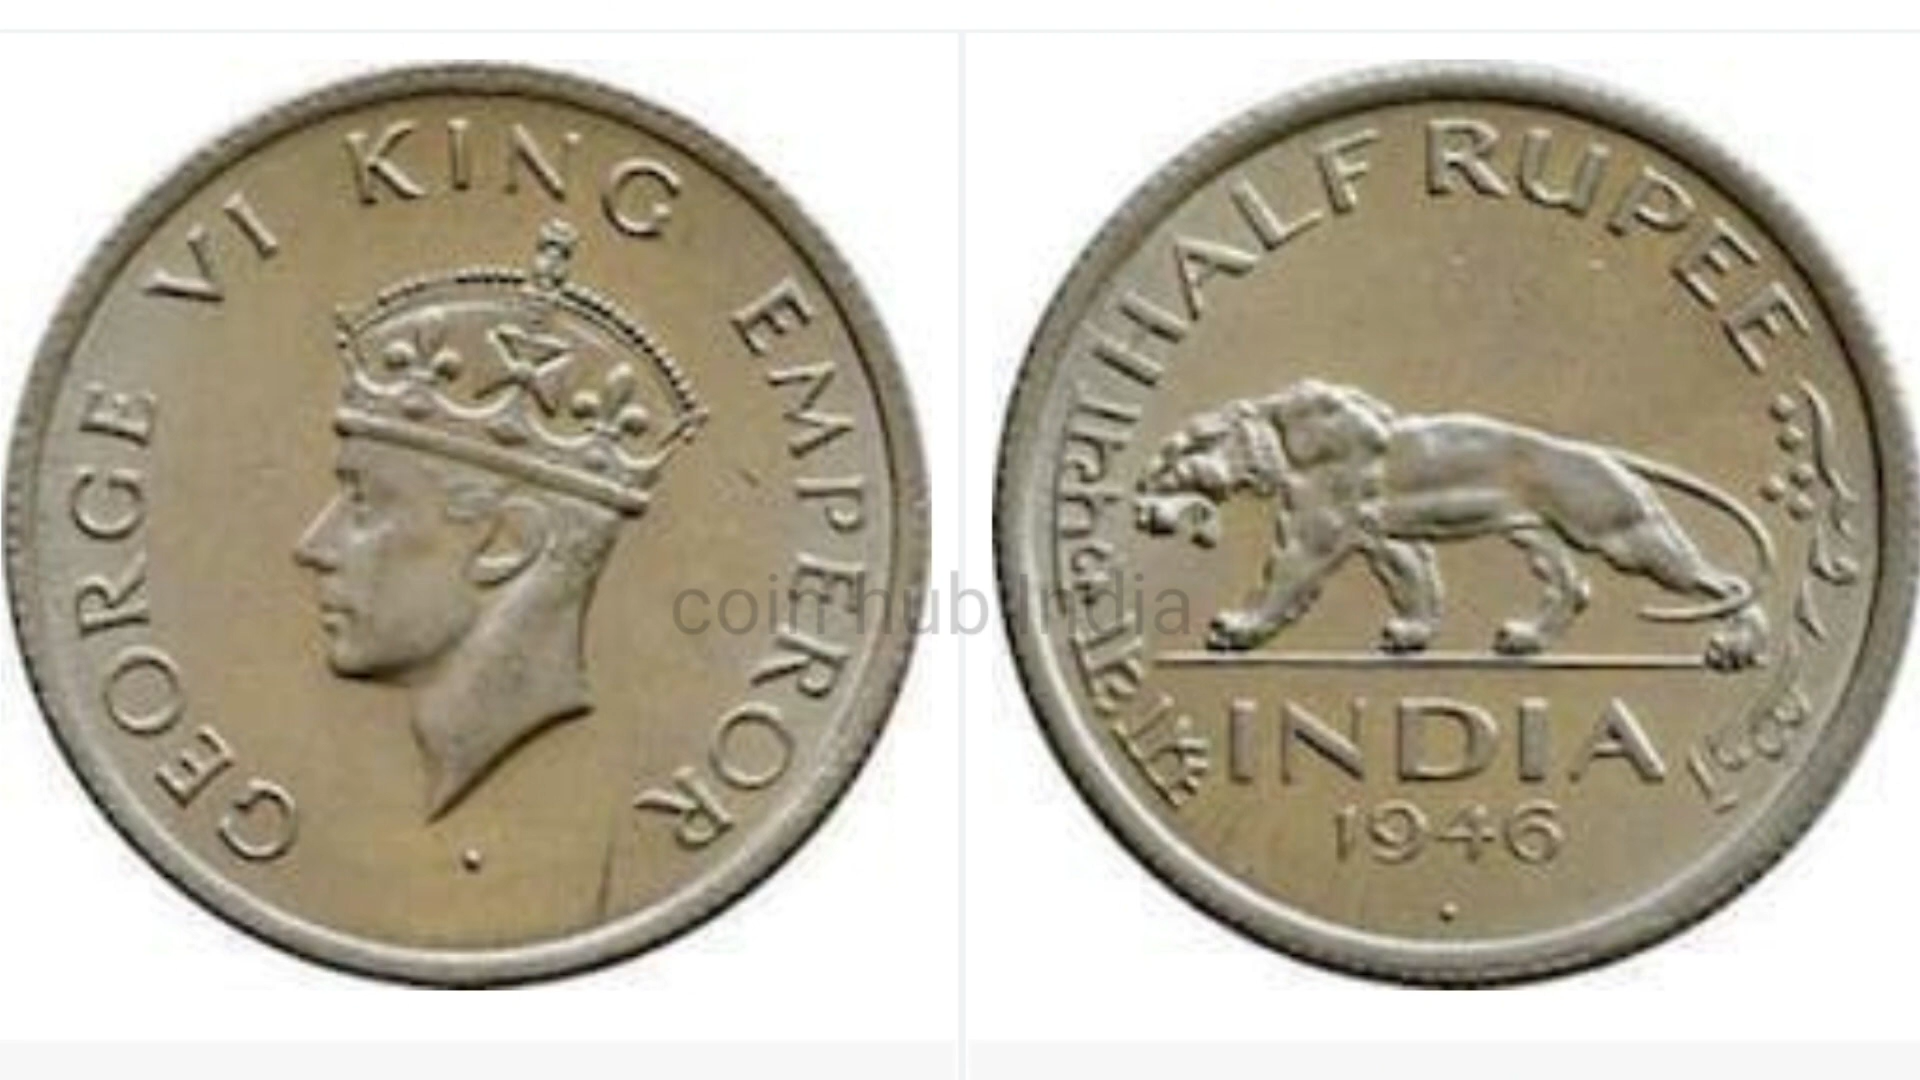 GEORGE VI KING EMPEROR
HALF RUPEE
INDIA
1946
coin hub India